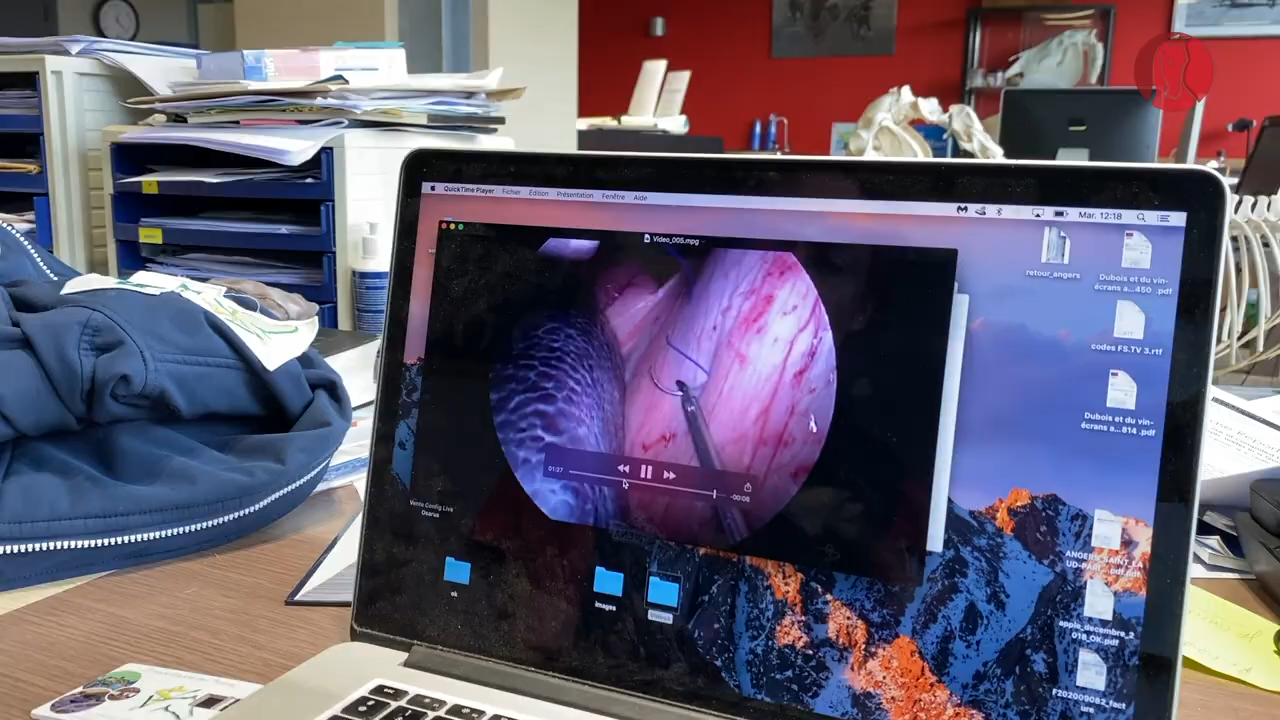 QuickTime Player Fichier Edition Présentation Fenêtre Aide
Mar. 12:18
Video_005.mpg
01:27
-00:08
retour_angers
Dubois et du vin-
écrans a...450 .pdf
codes FS.TV 3.rtf
Dubois et du vin-
écrans a...814 .pdf
Vente Config Live
Osarus
ok
images
apple_decembre_2
018_OK.pdf
F202009082_fact
ure